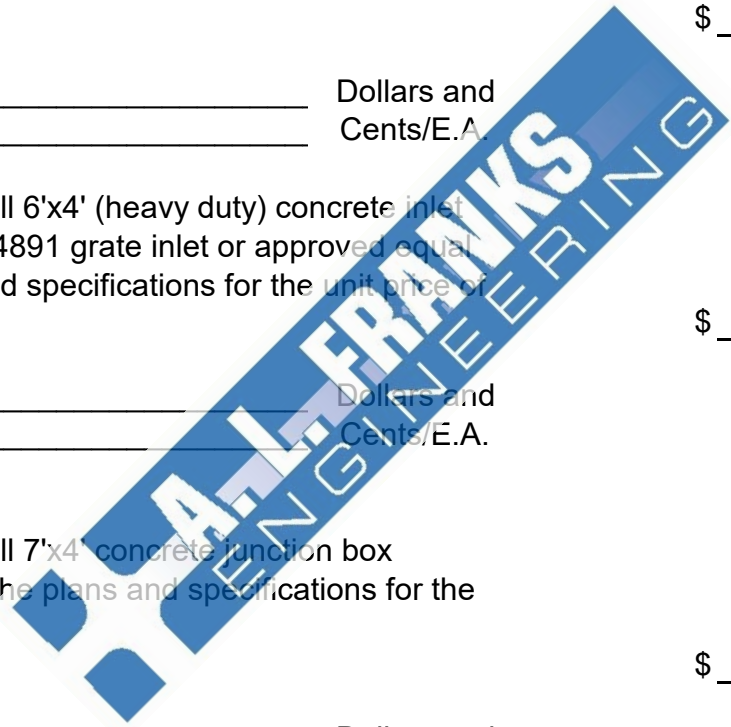 $
Dollars and
Cents/E.A.
ll 6'x4' (heavy duty) concrete inlet
4891 grate inlet or approved equal
d specifications for the unit price of
$
Dollars and
Cents/E.A.
ll 7'x4' concrete junction box
he plans and specifications for the
$
A.L. FRANKS
ENGINEERING